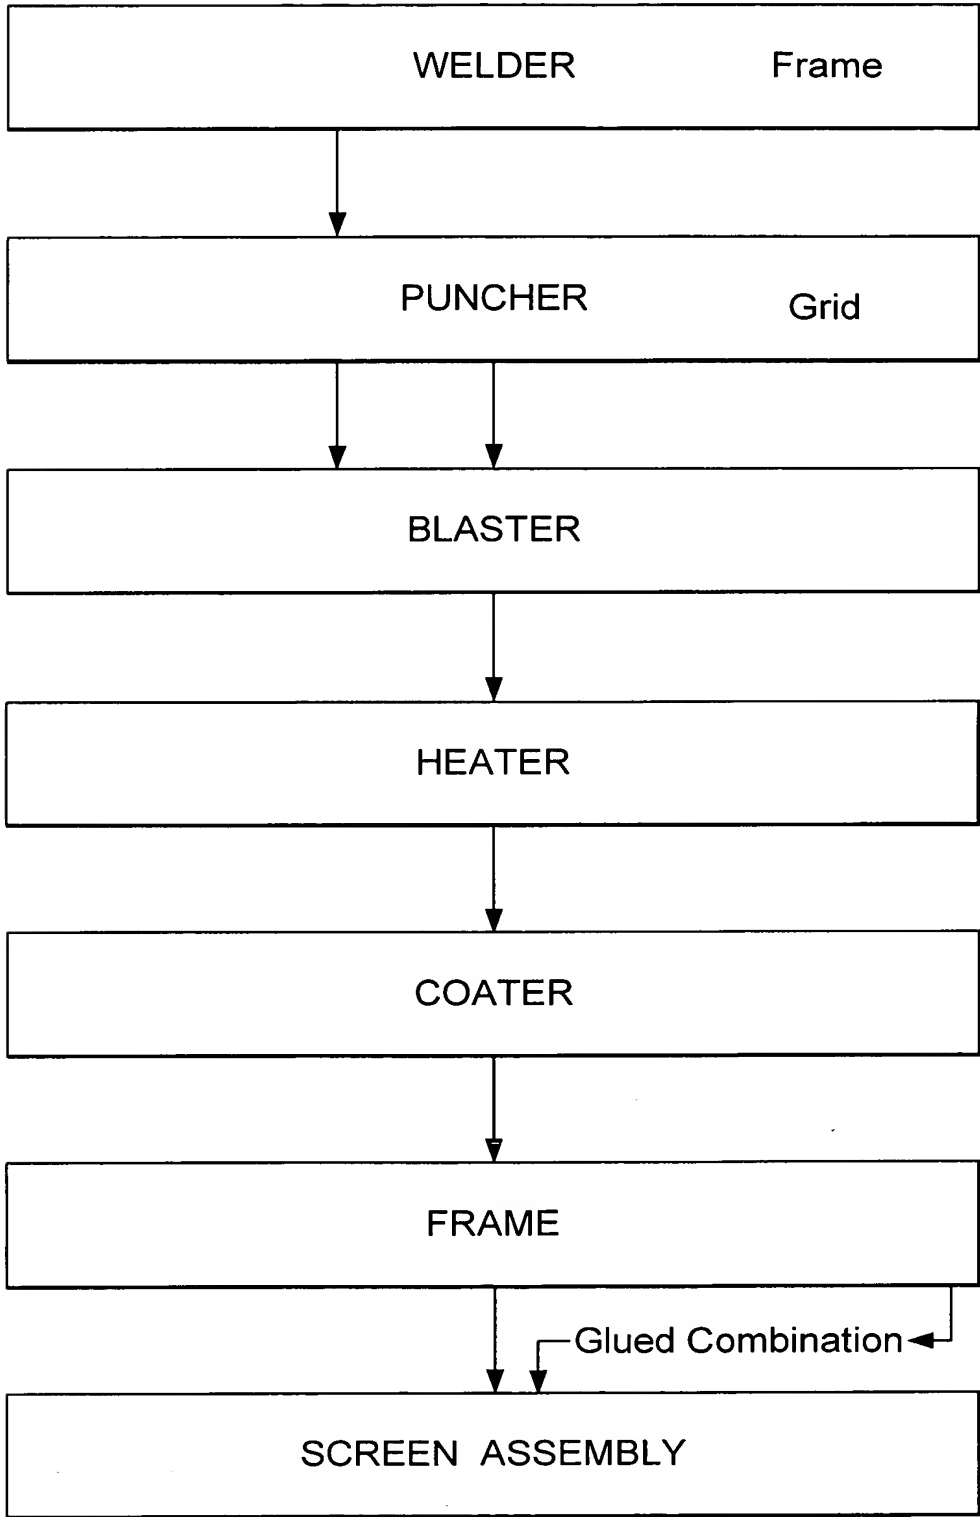 WELDER Frame
PUNCHER Grid
BLASTER
HEATER
COATER
FRAME
Glued Combination
SCREEN ASSEMBLY